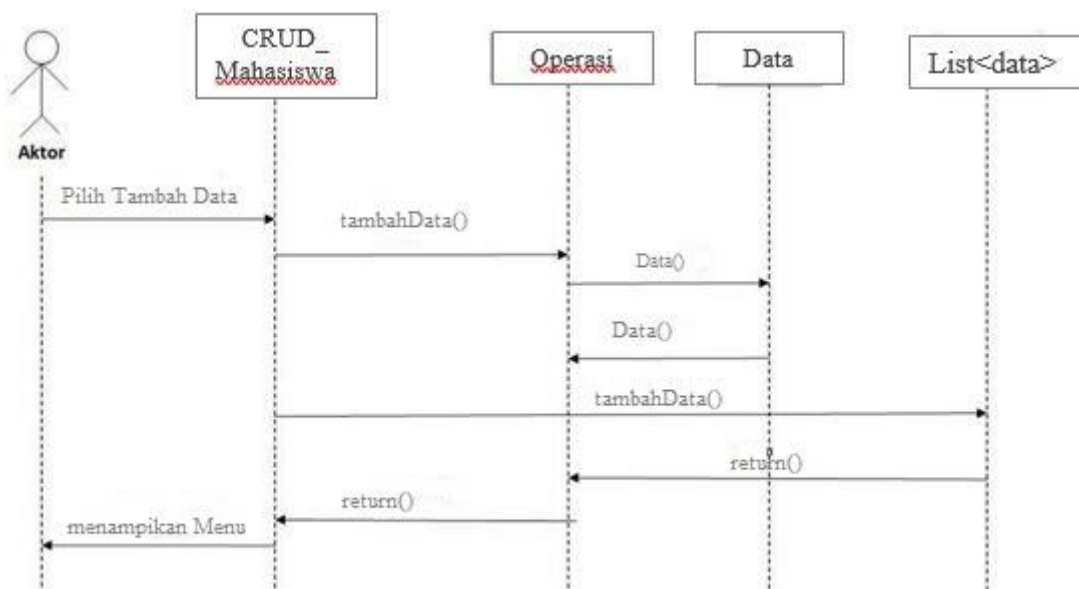 CRUD_
Mahasiswa
Operasi
Data
List<data>
Aktor
Pilih Tambah Data
tambahData()
Data()
Data()
tambahData()
return()
return()
menampikan Menu